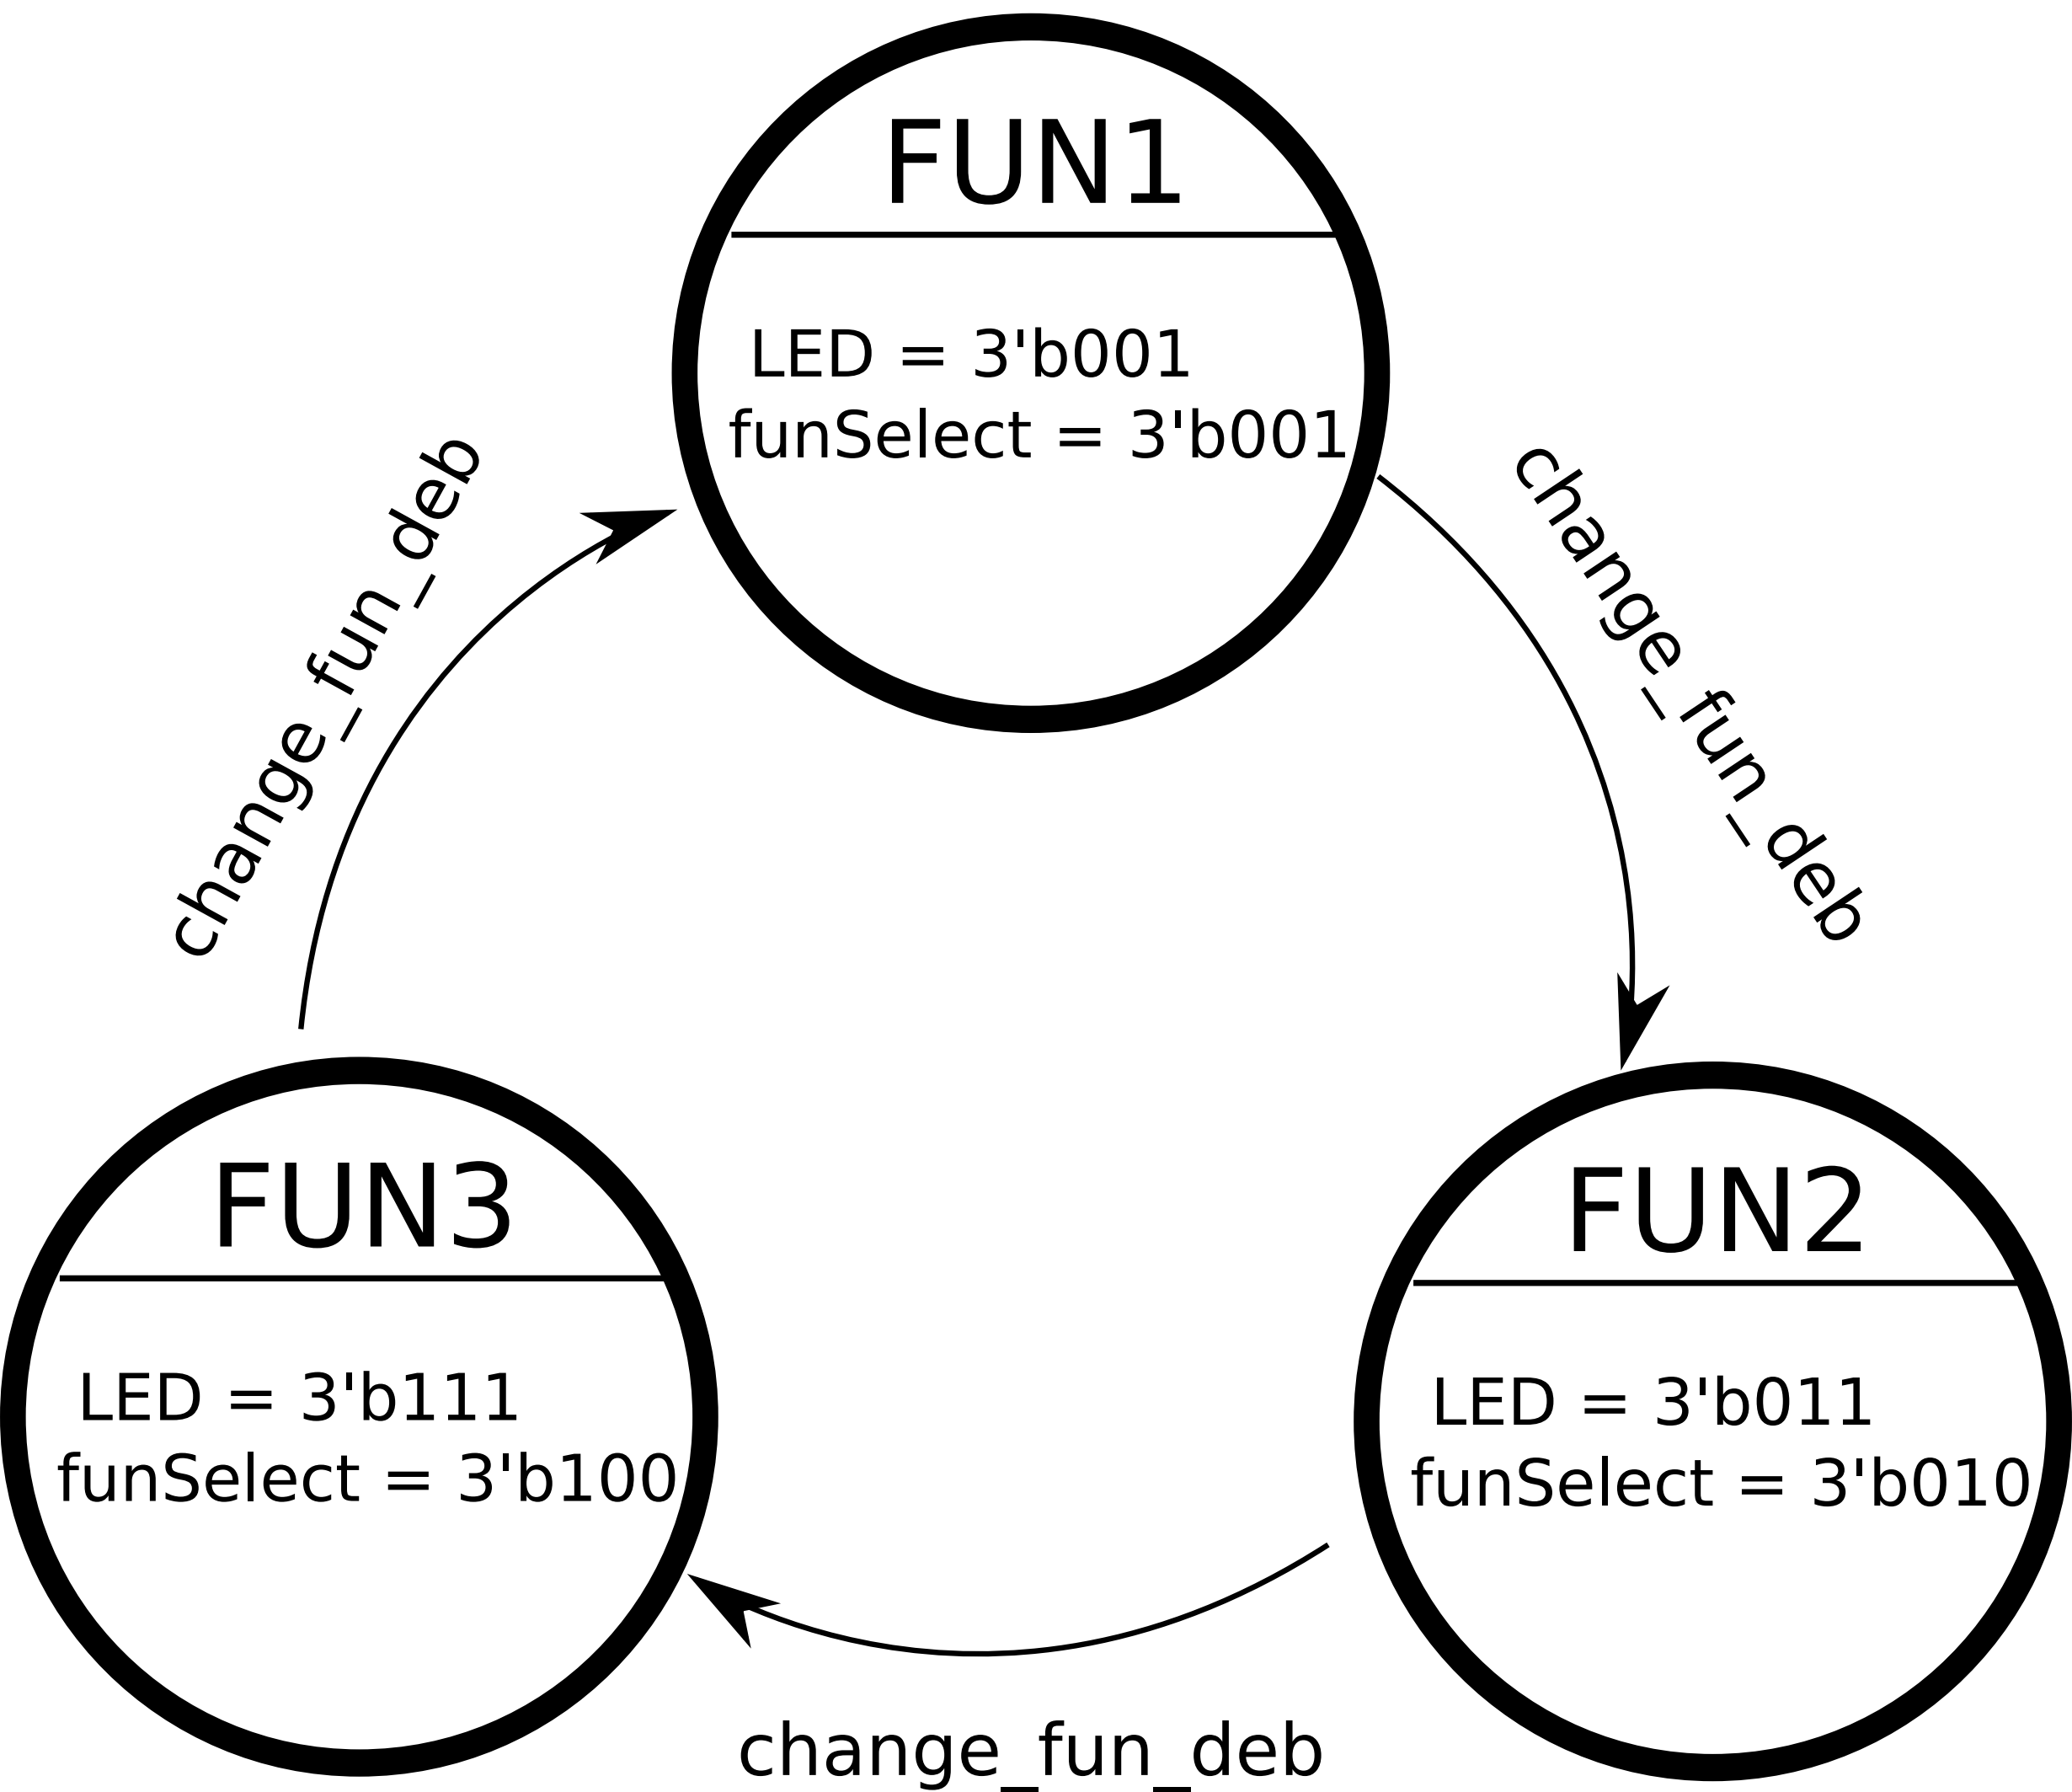 FUN1
LED = 3'b001
funSelect = 3'b001
change_fun_deb
change_fun_deb
FUN3
LED = 3'b111
funSelect = 3'b100
FUN2
LED = 3'b011
funSelect = 3'b010
change_fun_deb